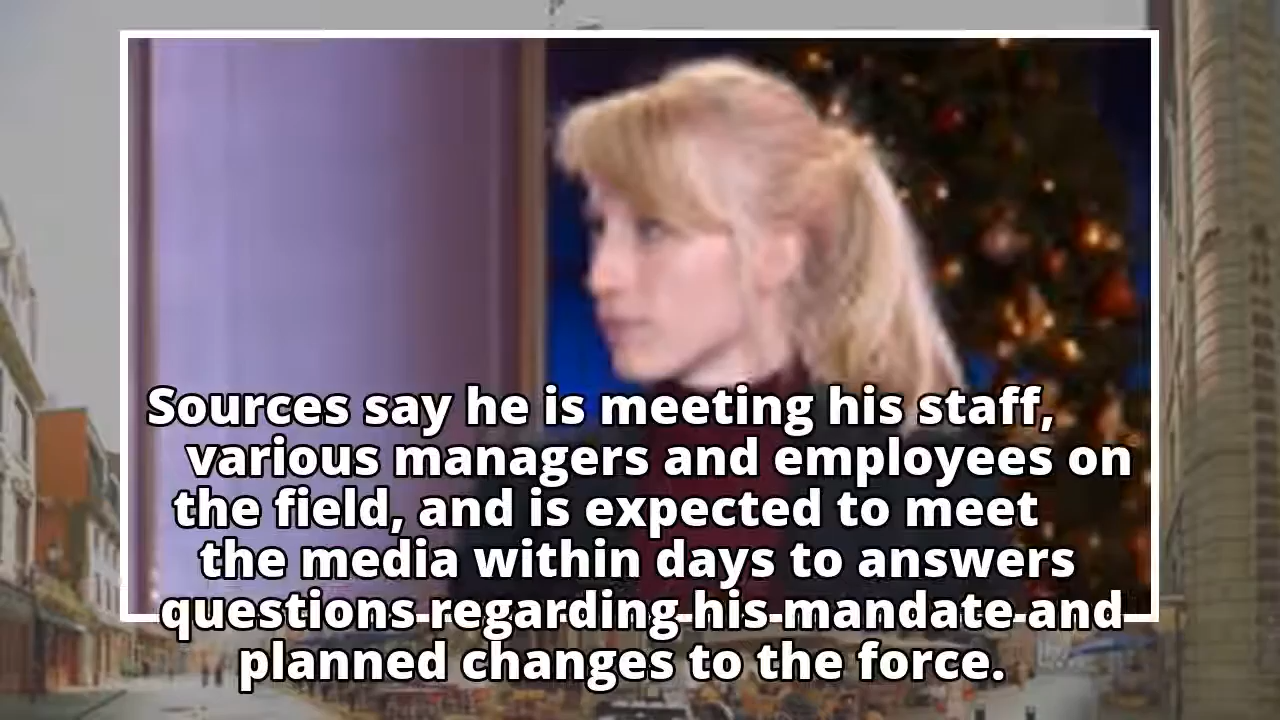 Sources say he is meeting his staff,
various managers and employees on
the field, and is expected to meet
the media within days to answers
questions regarding his mandate and
planned changes to the force.